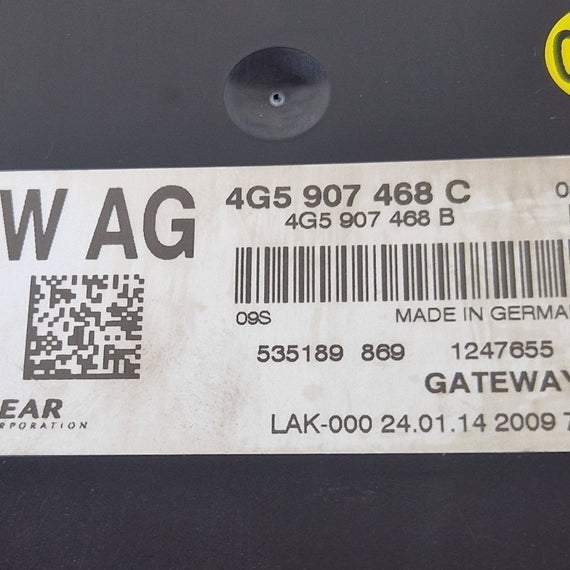 W AG
4G5 907 468 C
4G5 907 468 B
09S
MADE IN GERMA
535189 869 1247655
GATEWAY
EAR
RPORATION
LAK-000 24.01.14 2009 7